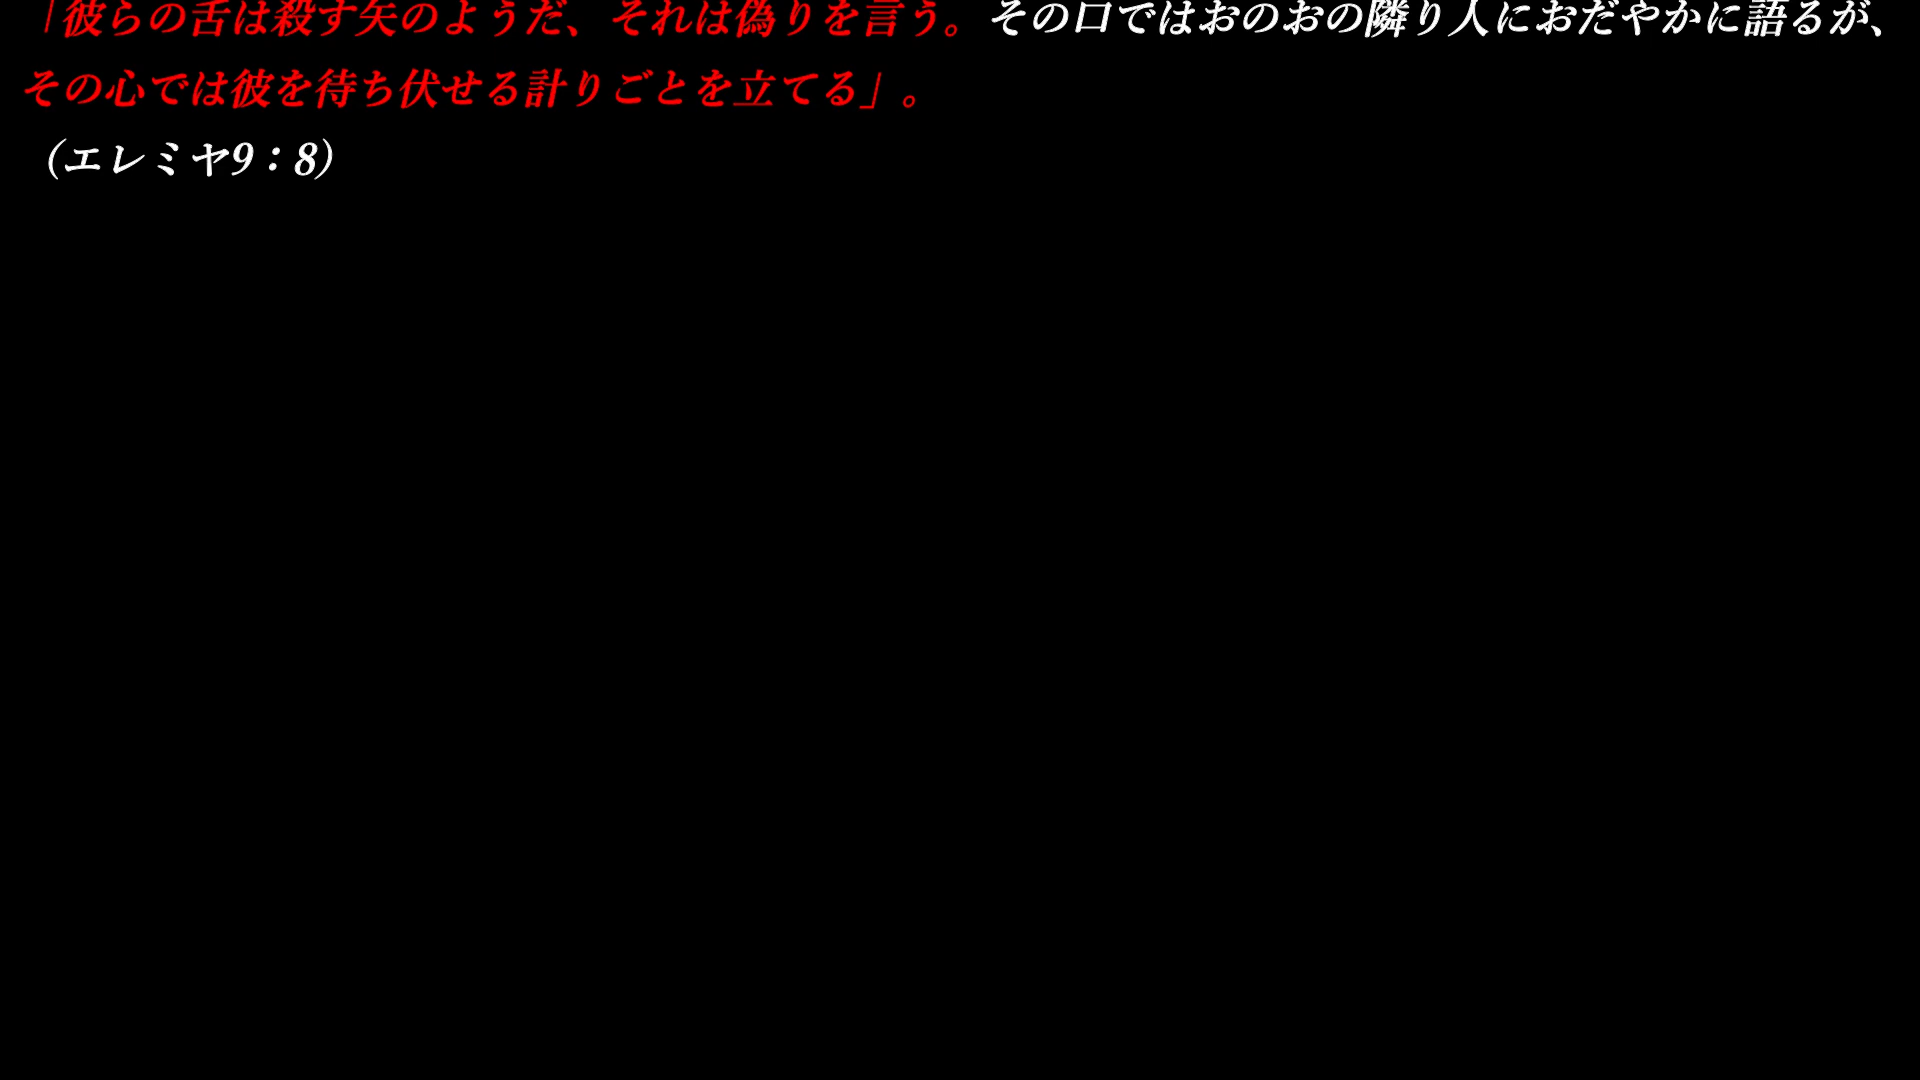 「彼らの舌は殺す矢のようだ、それは偽りを言う。その口ではおのおの隣り人におだやかに語るが、
その心では彼を待ち伏せる計りごとを立てる」。
（エレミヤ9：8）